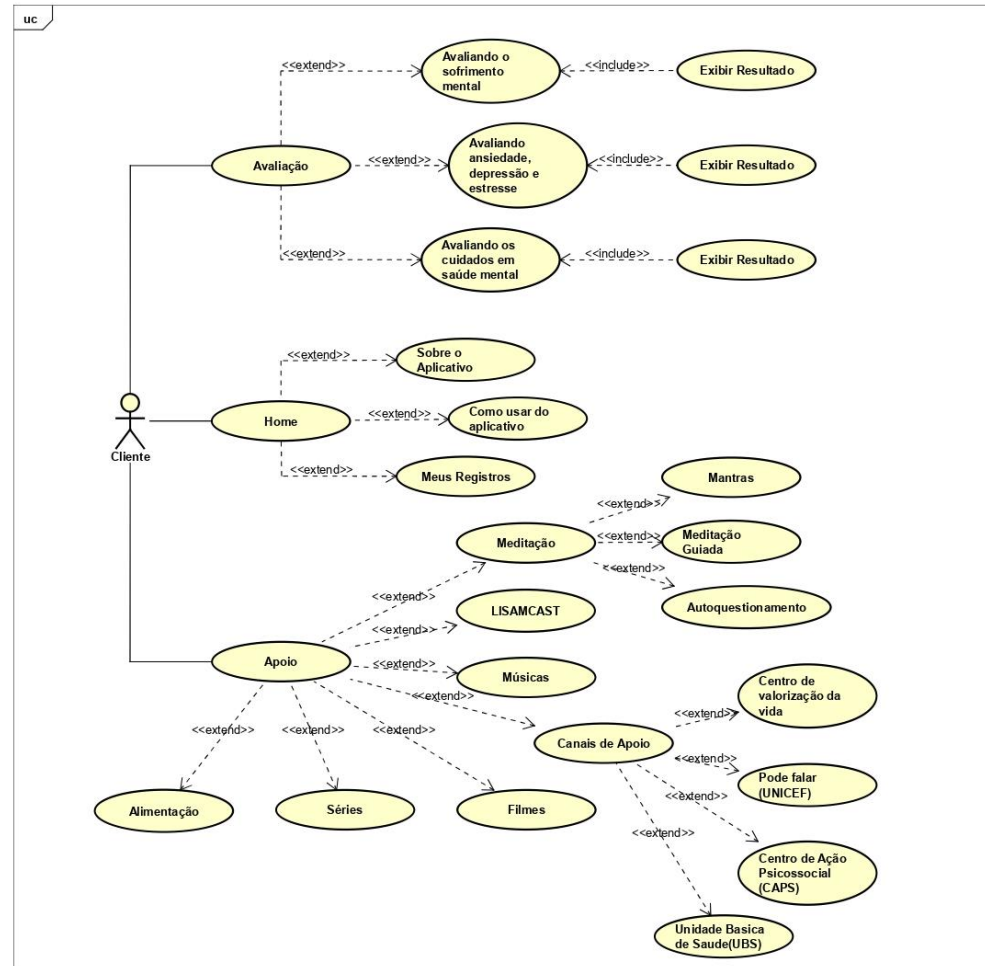 uc
<<extend>>
Avaliando o
sofrimento
mental
<<include>>
Exibir Resultado
Avaliação
<<extend>>
Avaliando
ansiedade,
depressão e
estresse
<<include>>
Exibir Resultado
<<extend>>
Avaliando os
cuidados em
saúde mental
<<include>>
Exibir Resultado
<<extend>>
Sobre o
Aplicativo
Cliente
Home
<<extend>>
Como usar do
aplicativo
<<extend>>
Meus Registros
Meditação
<<extend>>
Mantras
<<extend>>
Meditação
Guiada
<<extend>>
Autoquestionamento
<<extend>>
LISAMCAST
<<extend>>
Apoio
<<extend>>
Músicas
<<extend>>
Canais de Apoio
<<extend>>
Centro de
valorização da
vida
<<extend>>
Pode falar
(UNICEF)
<<extend>>
Centro de Ação
Psicossocial
(CAPS)
<<extend>>
Unidade Basica
de Saude(UBS)
<<extend>>
<<extend>>
<<extend>>
Alimentação
Séries
Filmes